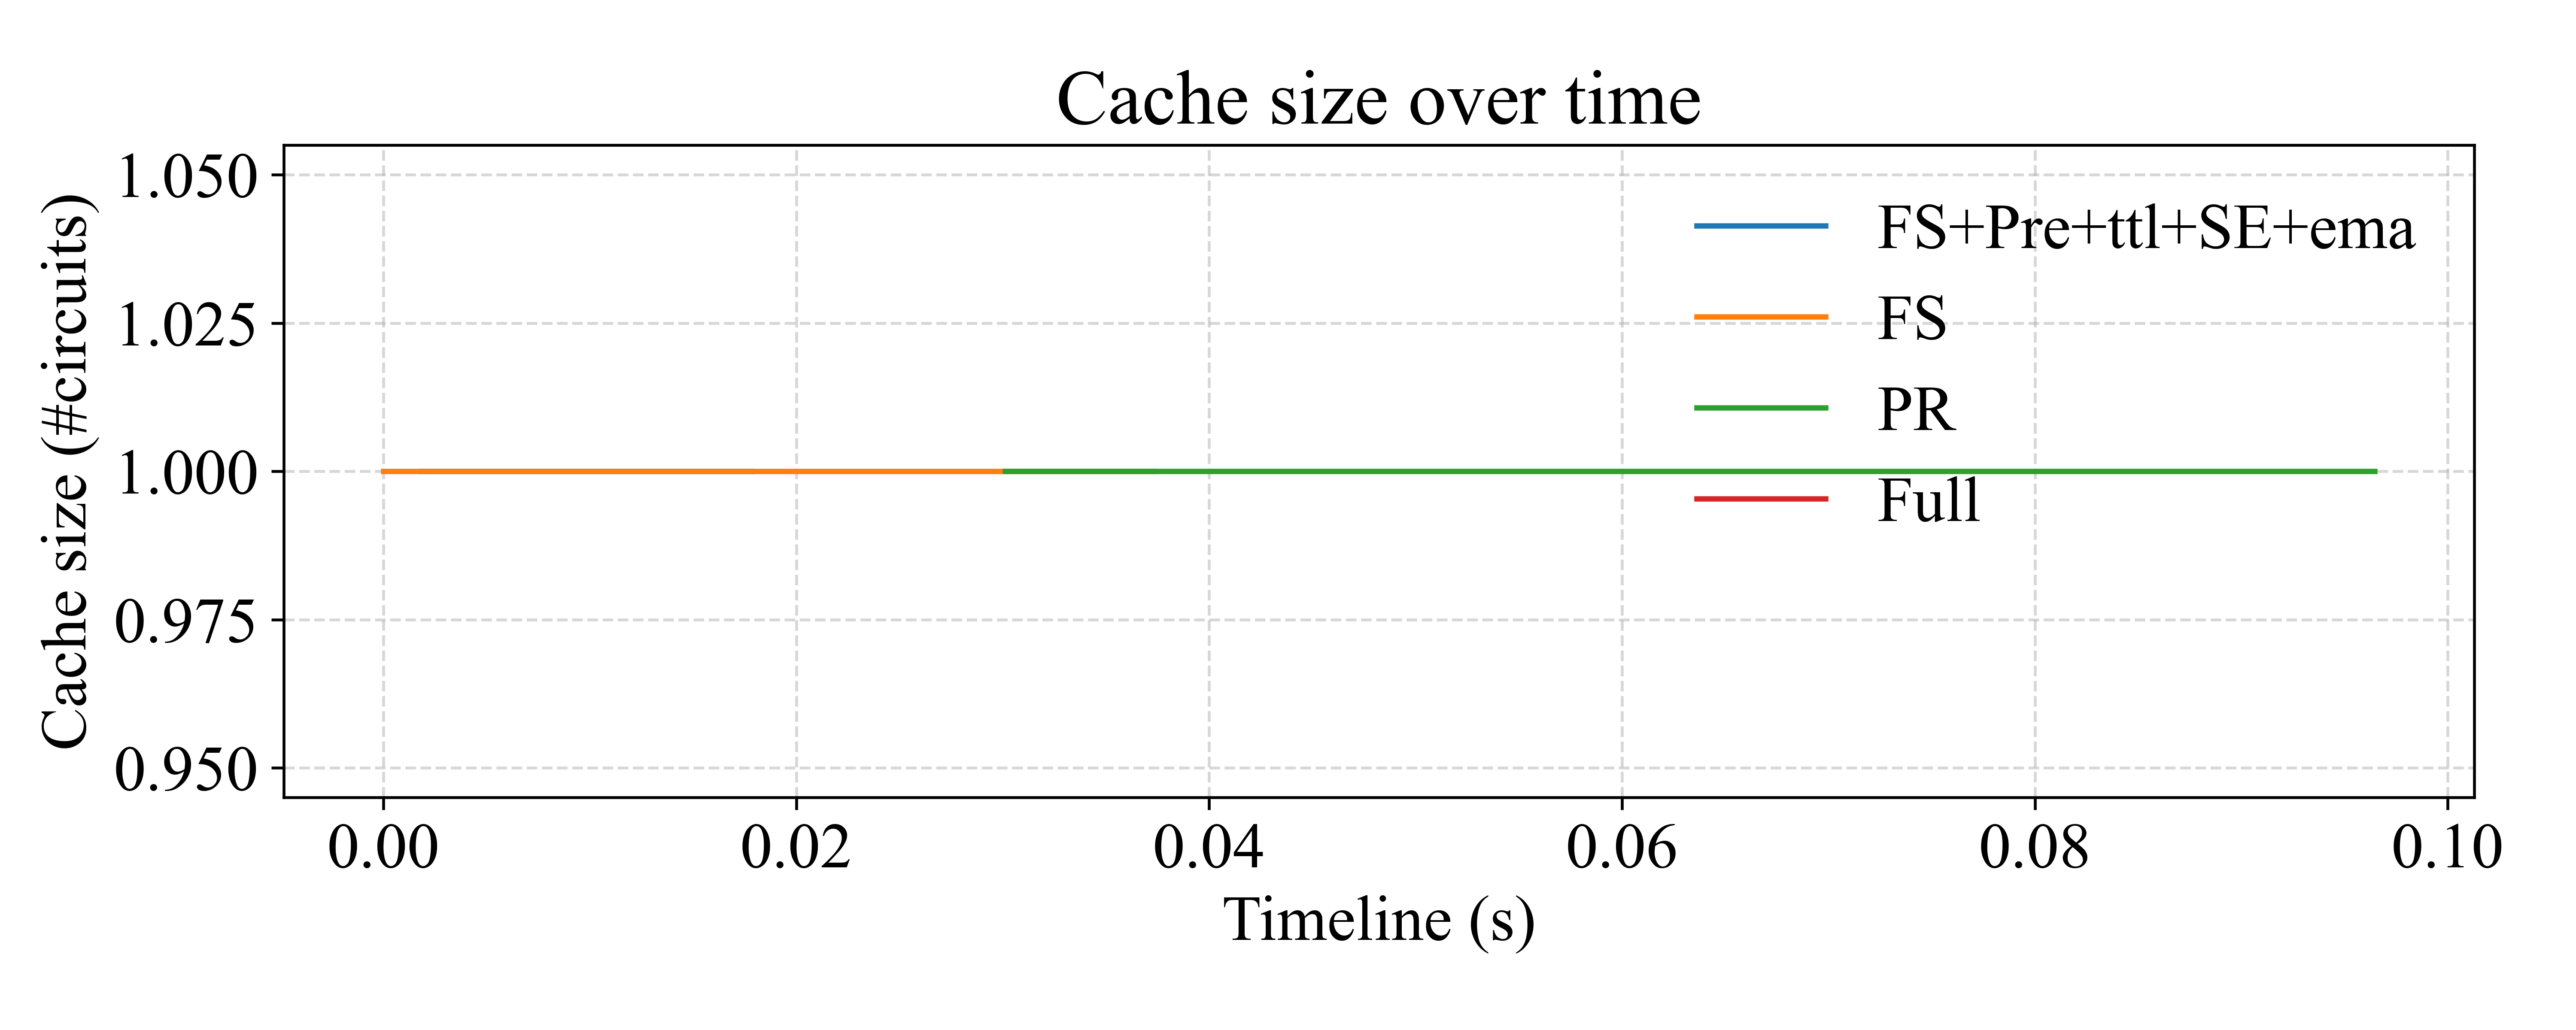 Cache size over time
Cache size (#circuits)
1.050
1.025
1.000
0.975
0.950
FS+Pre+ttl+SE+ema
FS
PR
Full
0.00 0.02 0.04 0.06 0.08 0.10
Timeline (s)